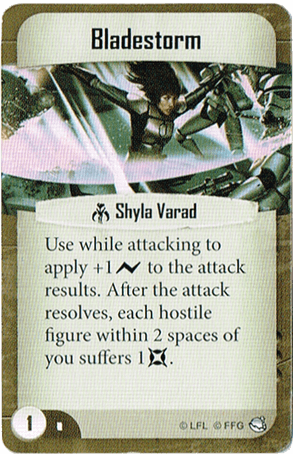 Bladestorm
Shyla Varad
Use while attacking to
apply +1 to the attack
results. After the attack
resolves, each hostile
figure within 2 spaces of
you suffers 1.
1
© LFL © FFG